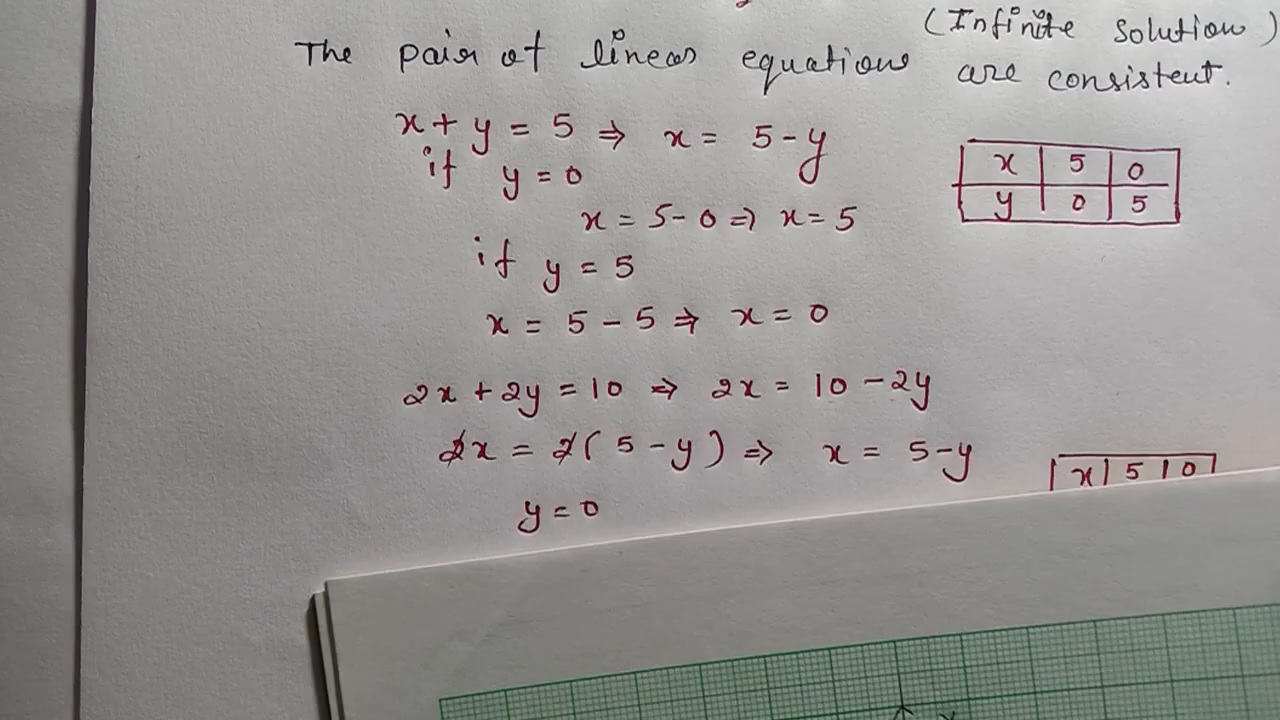 (Infinite solution)
The pair of linear equations are consistent.
x + y = 5 ⇒ x = 5 - y
if y = 0
x = 5 - 0 ⇒ x = 5
if y = 5
x = 5 - 5 ⇒ x = 0
x | 5 | 0
y | 0 | 5
2x + 2y = 10 ⇒ 2x = 10 - 2y
2x = 2(5 - y) ⇒ x = 5 - y
x | 5 | 0
y = 0